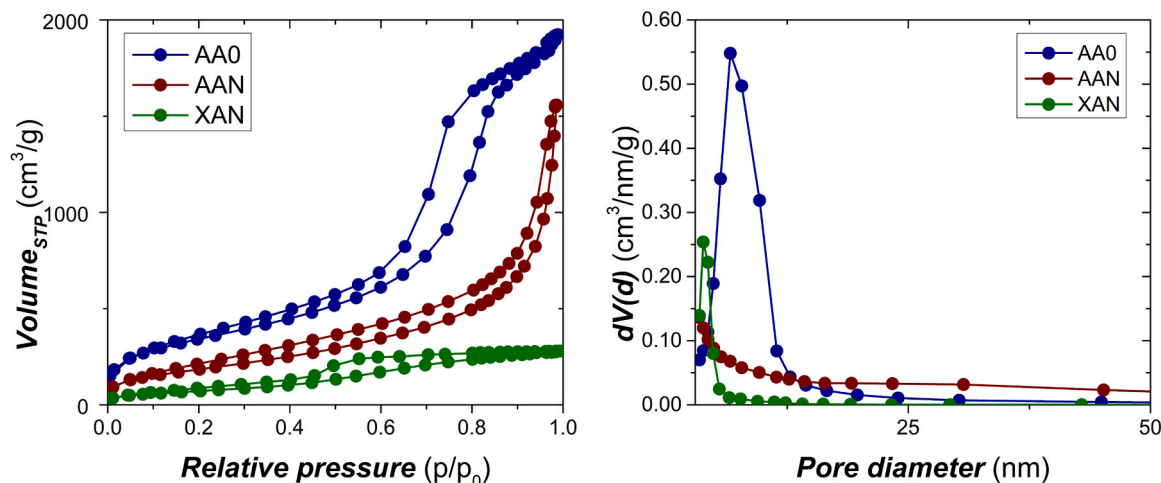 2000
1000
0
Volume_STP (cm³/g)
AA0
AAN
XAN
0.0 0.2 0.4 0.6 0.8 1.0
Relative pressure (p/p₀)
0.60
0.50
0.40
0.30
0.20
0.10
0.00
dV(d) (cm³/nm/g)
AA0
AAN
XAN
25 50
Pore diameter (nm)